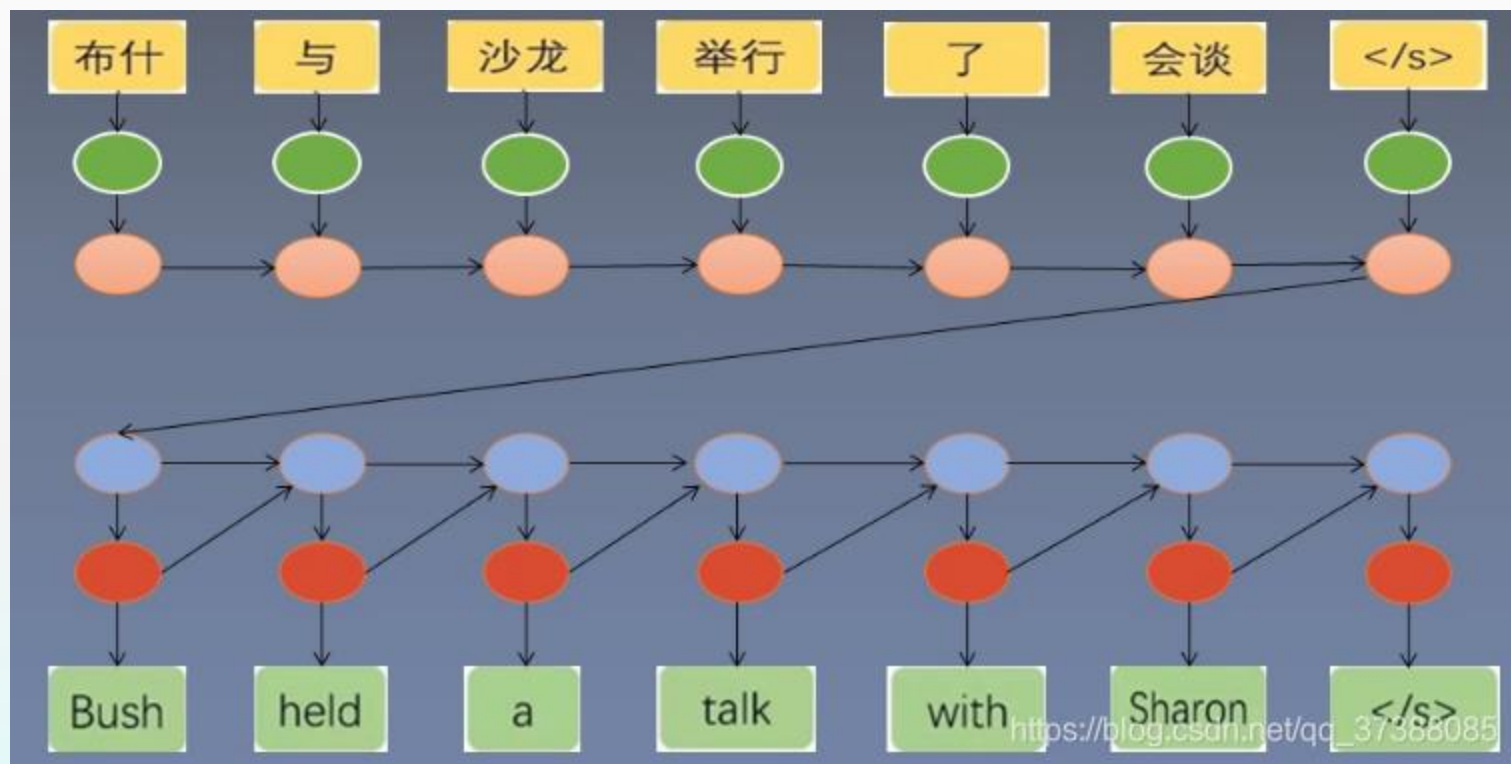 布什 与 沙龙 举行 了 会谈 </s>
Bush held a talk with Sharon </s>
https://blog.csdn.net/qq_37388085